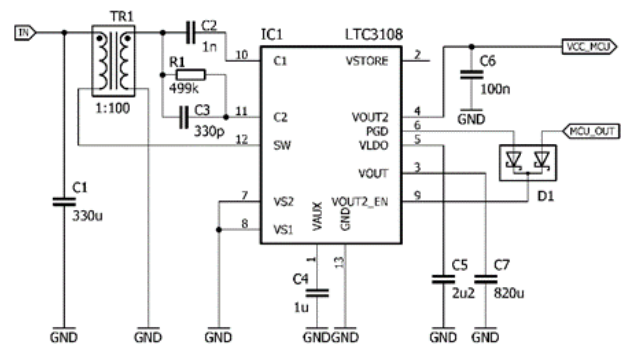 TR1
IN
C2
1n
IC1
LTC3108
10
C1
VSTORE
2
VCC_MCU
R1
499k
C6
100n
1:100
C3
330p
11
C2
VOUT2
4
GND
PGD
6
MCU_OUT
12
SW
VLDO
5
VOUT
3
D1
C1
330u
7
VS2
VOUT2_EN
9
8
VS1
VAUX
GND
1
13
C4
1u
C5
2u2
C7
820u
GND
GND
GND
GND
GND
GND
GND